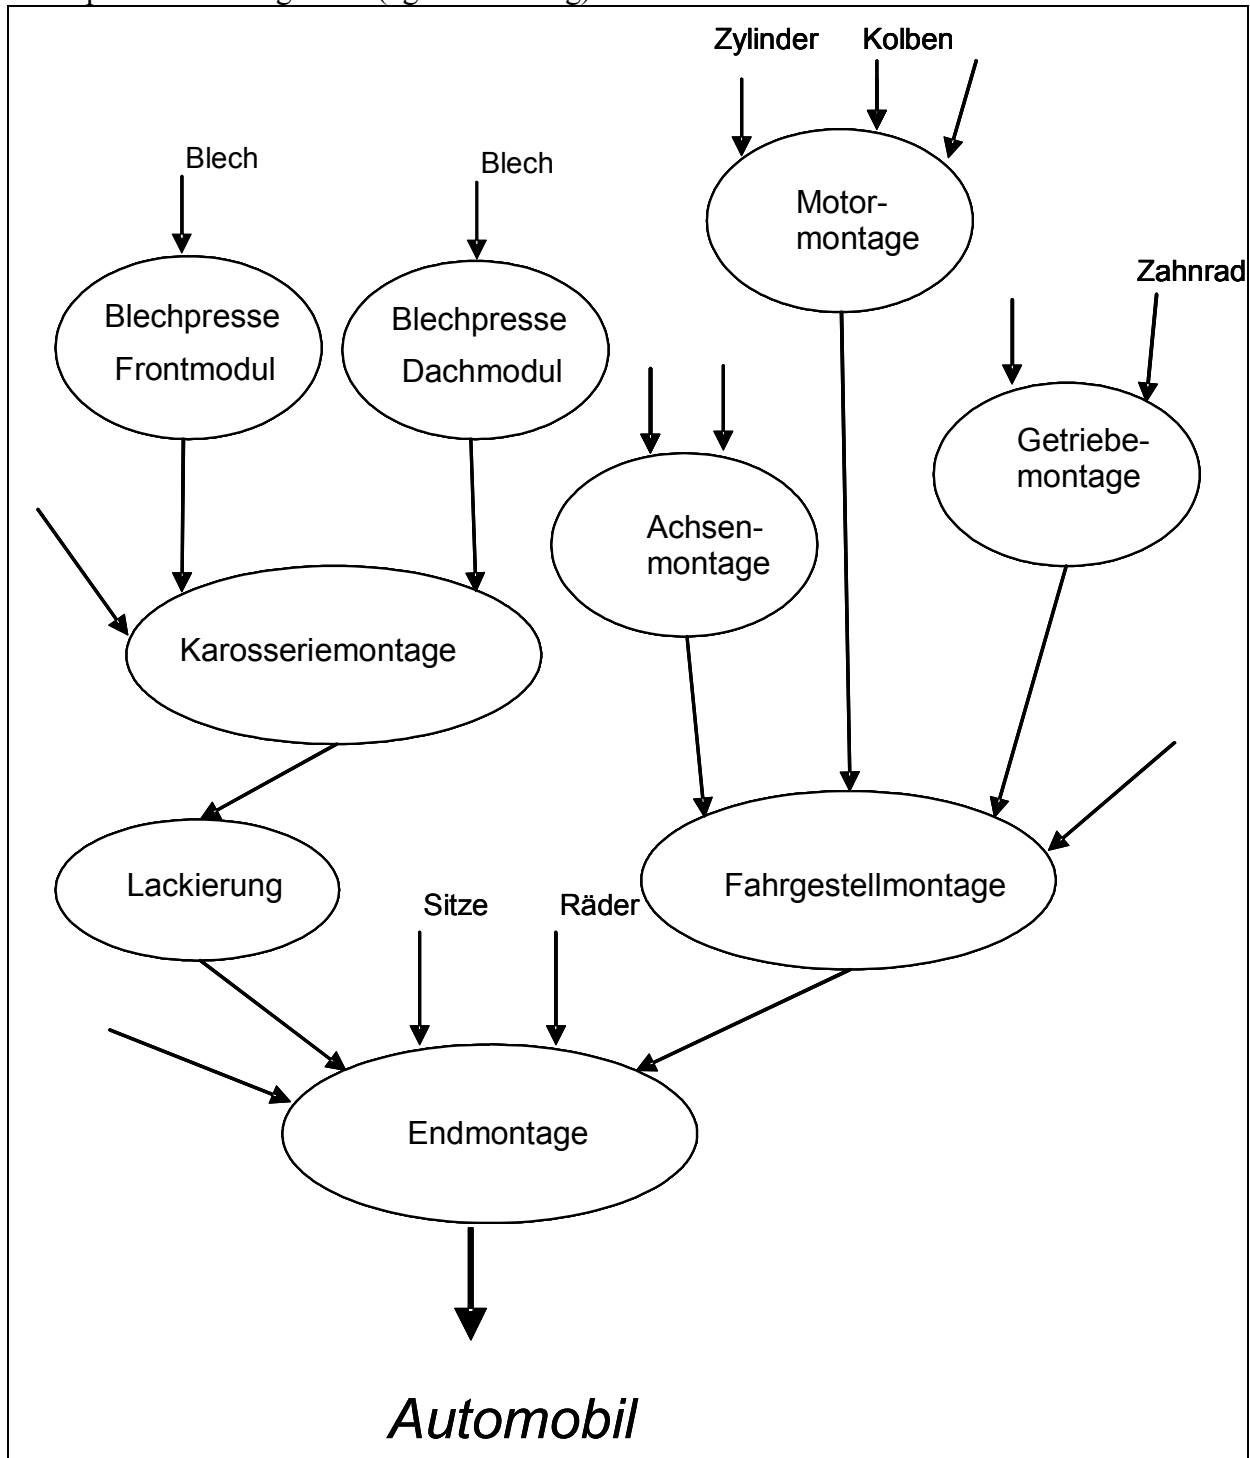 Zylinder
Kolben
Blech
Blech
Motor-
montage
Zahnrad
Blechpresse
Frontmodul
Blechpresse
Dachmodul
Getriebe-
montage
Achsen-
montage
Karosseriemontage
Lackierung
Fahrgestellmontage
Sitze
Räder
Endmontage
Automobil